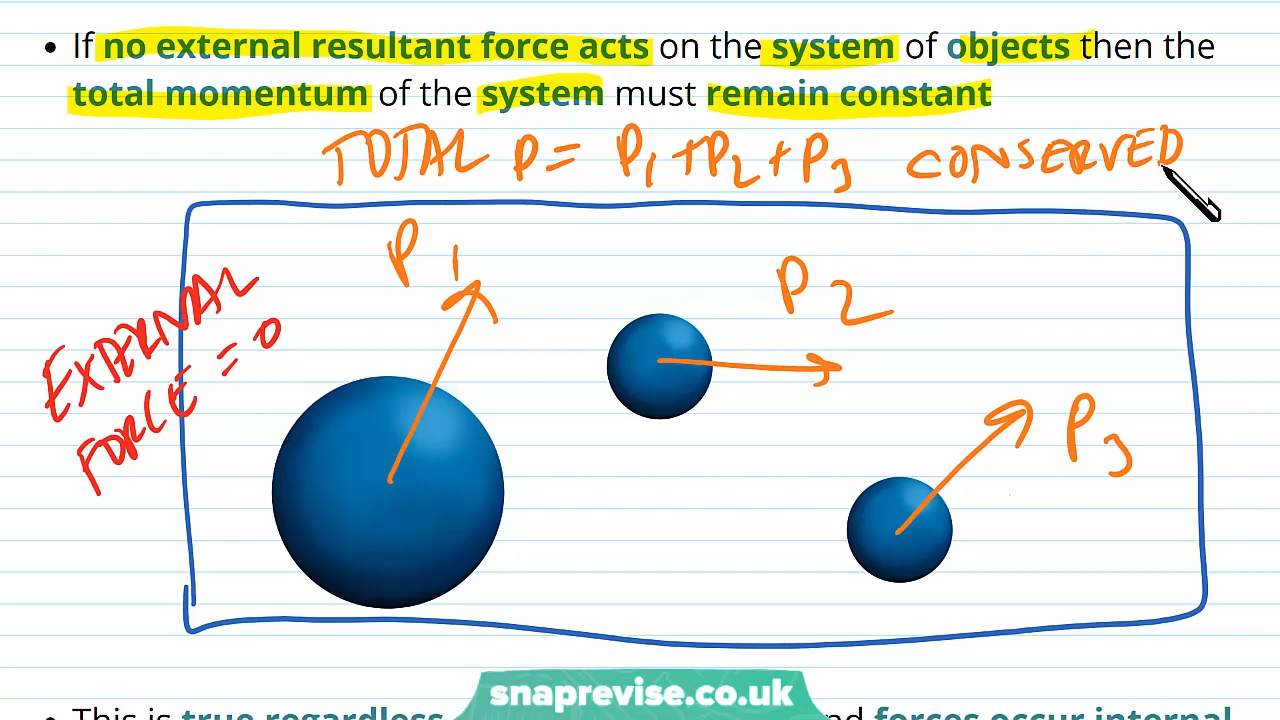 • If no external resultant force acts on the system of objects then the
total momentum of the system must remain constant
TOTAL P = P1 + P2 + P3 CONSERVED
P1
P2
EXTERNAL
FORCE = 0
P3
snaprevise.co.uk
• This is true regardless nd forces occur internal